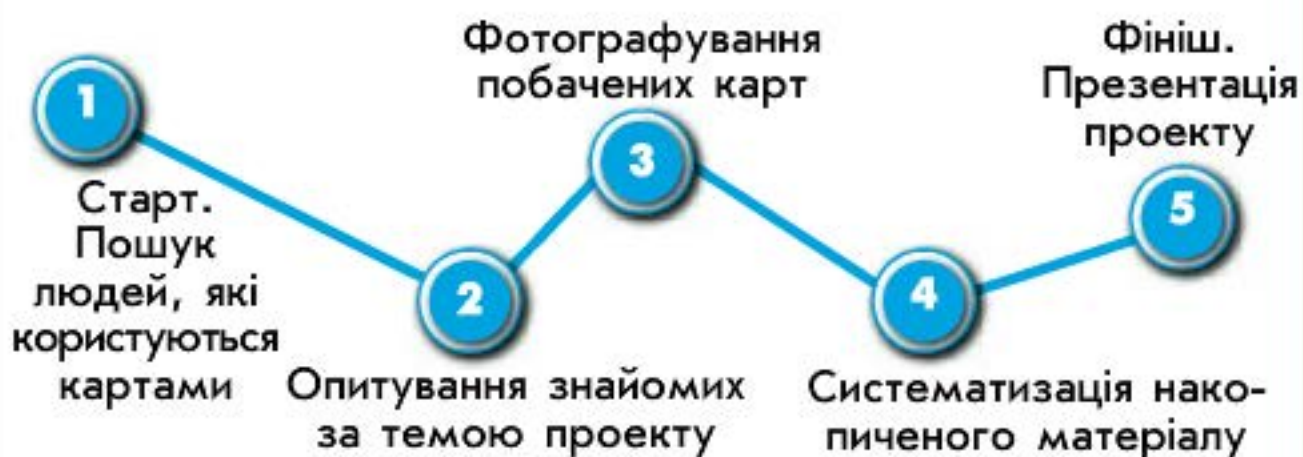 1
Старт.
Пошук
людей, які
користуються
картами
2
Опитування знайомих
за темою проекту
3
Фотографування
побачених карт
4
Систематизація нако-
пиченого матеріалу
5
Фініш.
Презентація
проекту